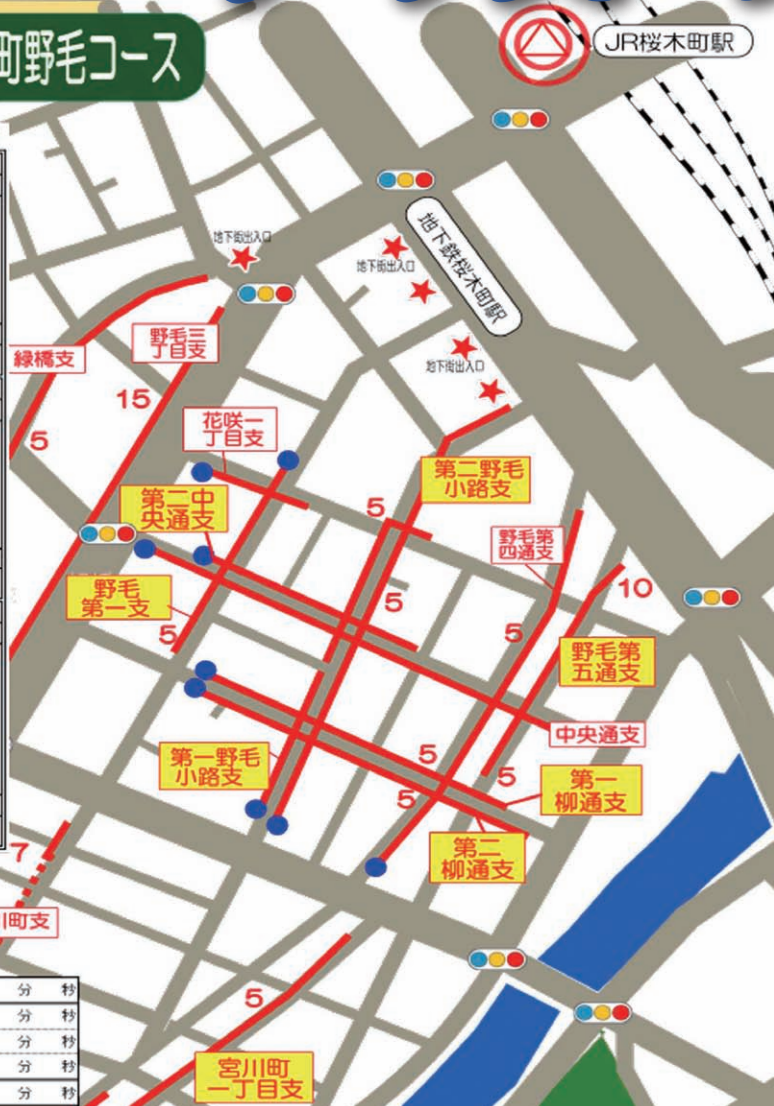 町野毛コース
JR桜木町駅
地下鉄桜木町駅
地下街出入口
地下街出入口
地下街出入口
緑橋支
野毛三
丁目支
15
5
花咲一
丁目支
第二中
央通支
第二野毛
小路支
5
野毛第
四通支
10
野毛
第一支
5
5
5
野毛第
五通支
中央通支
第一野毛
小路支
5
5
5
第一
柳通支
第二
柳通支
7
町支
5
宮川町
一丁目支
分 秒
分 秒
分 秒
分 秒
分 秒